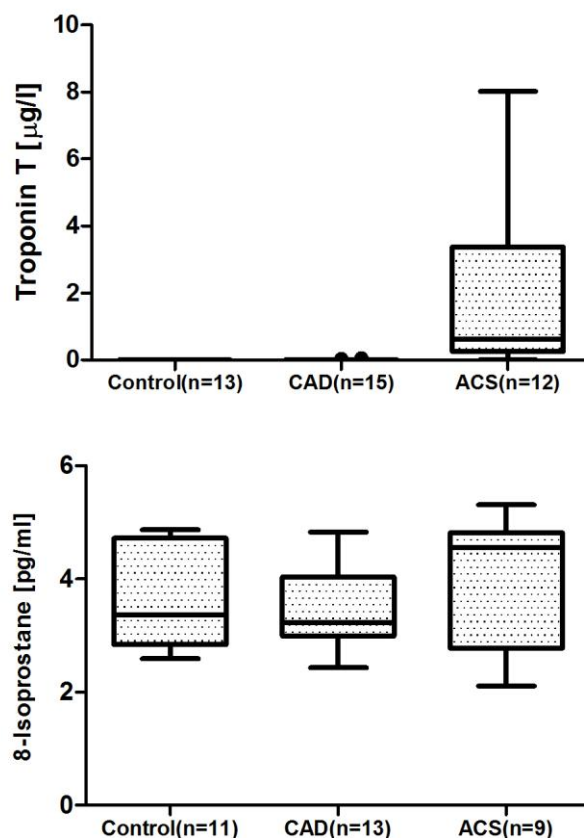 Troponin T [μg/l]
10
8
6
4
2
0
Control(n=13) CAD(n=15) ACS(n=12)
8-Isoprostane [pg/ml]
6
4
2
0
Control(n=11) CAD(n=13) ACS(n=9)